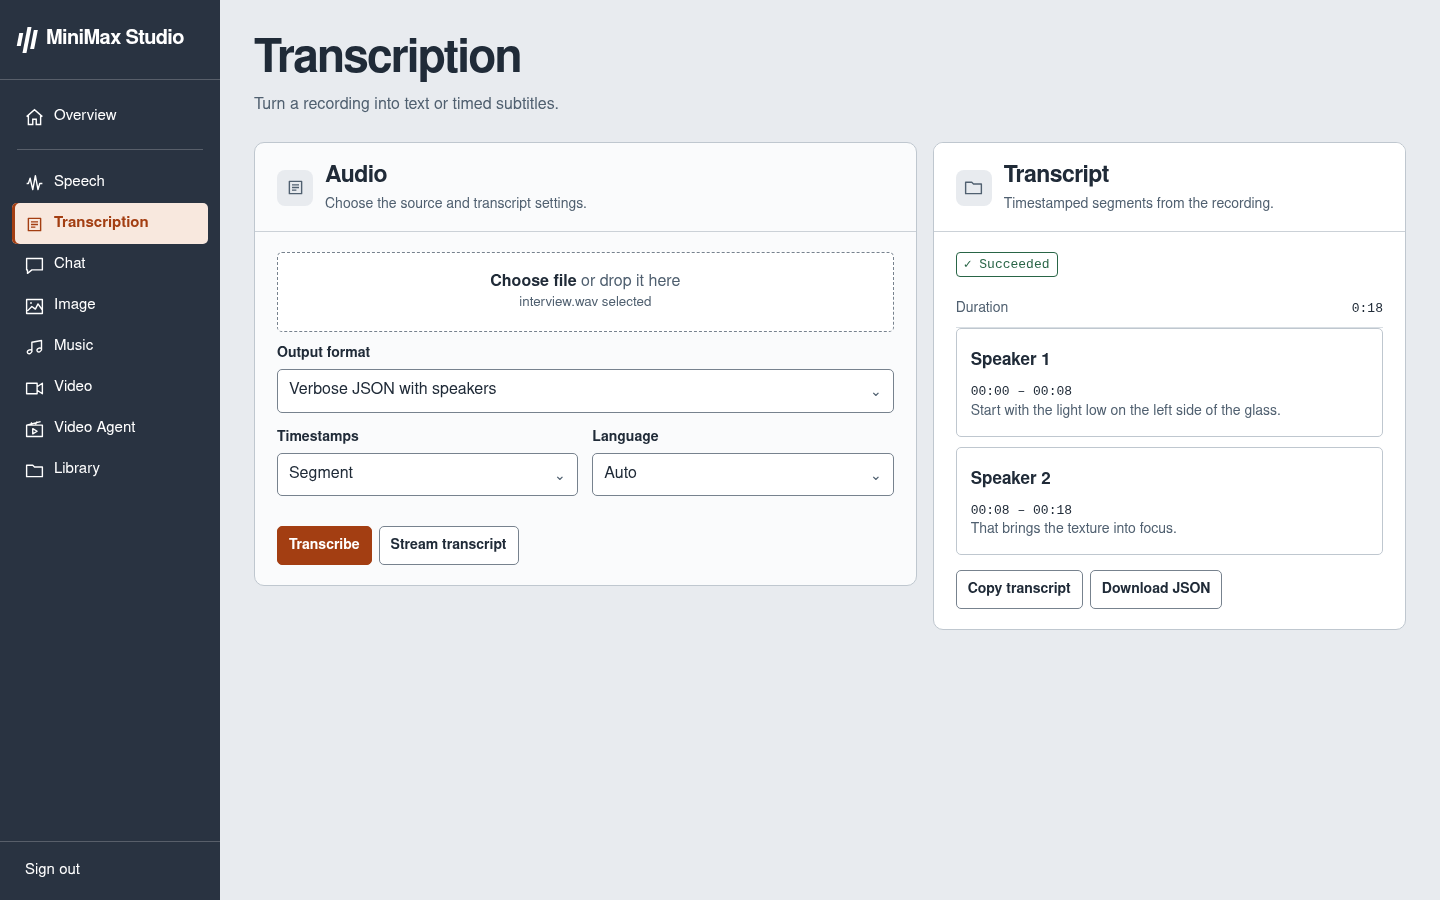 MiniMax Studio
Overview
Speech
Transcription
Chat
Image
Music
Video
Video Agent
Library
Sign out
Transcription
Turn a recording into text or timed subtitles.
Audio
Choose the source and transcript settings.
Choose file or drop it here
interview.wav selected
Output format
Verbose JSON with speakers
Timestamps
Language
Segment
Auto
Transcribe
Stream transcript
Transcript
Timestamped segments from the recording.
✓ Succeeded
Duration 0:18
Speaker 1
00:00 – 00:08
Start with the light low on the left side of the glass.
Speaker 2
00:08 – 00:18
That brings the texture into focus.
Copy transcript
Download JSON